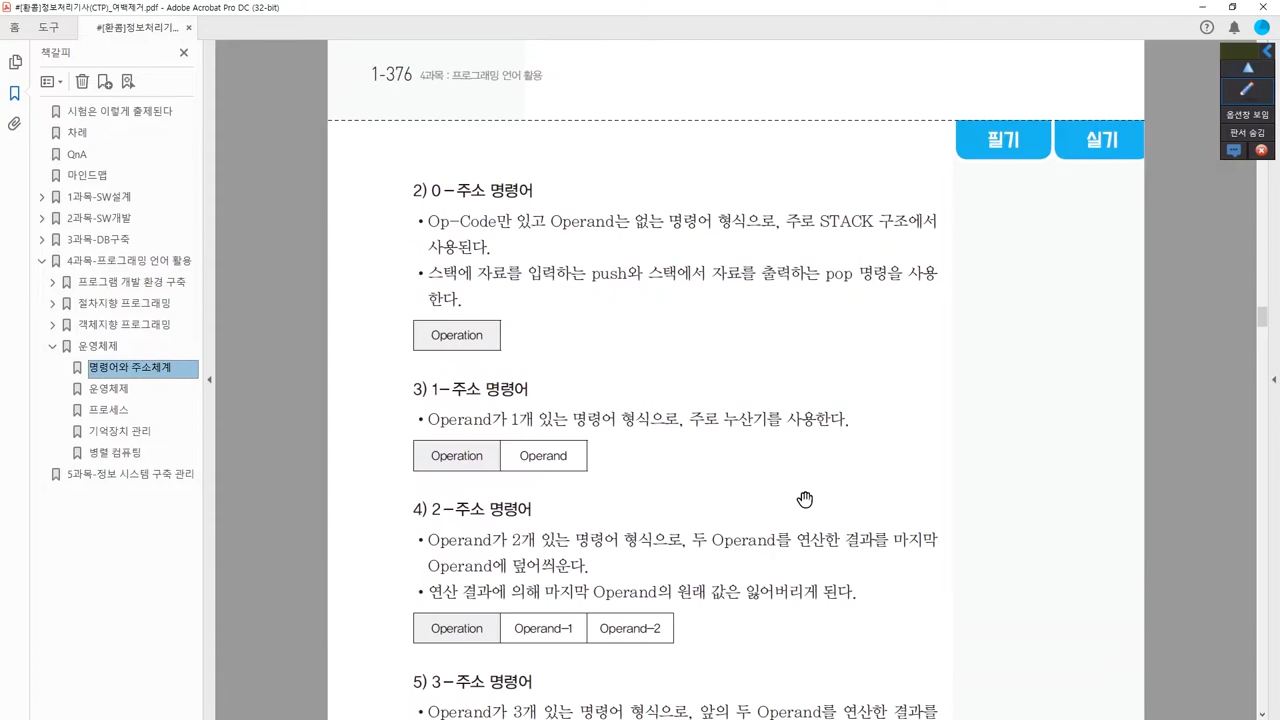 #[환콤]정보처리기사(CTP)_여백제거.pdf - Adobe Acrobat Pro DC (32-bit)
홈 도구 #[환콤]정보처리기...
책갈피
시험은 이렇게 출제된다
차례
QnA
마인드맵
1과목-SW설계
2과목-SW개발
3과목-DB구축
4과목-프로그래밍 언어 활용
프로그램 개발 환경 구축
절차지향 프로그래밍
객체지향 프로그래밍
운영체제
명령어와 주소체계
운영체제
프로세스
기억장치 관리
병렬 컴퓨팅
5과목-정보 시스템 구축 관리
1-376 4과목 : 프로그래밍 언어 활용
필기 실기
2) 0-주소 명령어
• Op-Code만 있고 Operand는 없는 명령어 형식으로, 주로 STACK 구조에서
사용된다.
• 스택에 자료를 입력하는 push와 스택에서 자료를 출력하는 pop 명령을 사용
한다.
Operation
3) 1-주소 명령어
• Operand가 1개 있는 명령어 형식으로, 주로 누산기를 사용한다.
Operation Operand
4) 2-주소 명령어
• Operand가 2개 있는 명령어 형식으로, 두 Operand를 연산한 결과를 마지막
Operand에 덮어씌운다.
• 연산 결과에 의해 마지막 Operand의 원래 값은 잃어버리게 된다.
Operation Operand-1 Operand-2
5) 3-주소 명령어
• Operand가 3개 있는 명령어 형식으로, 앞의 두 Operand를 연산한 결과를
옵션창 보임
판서 숨김